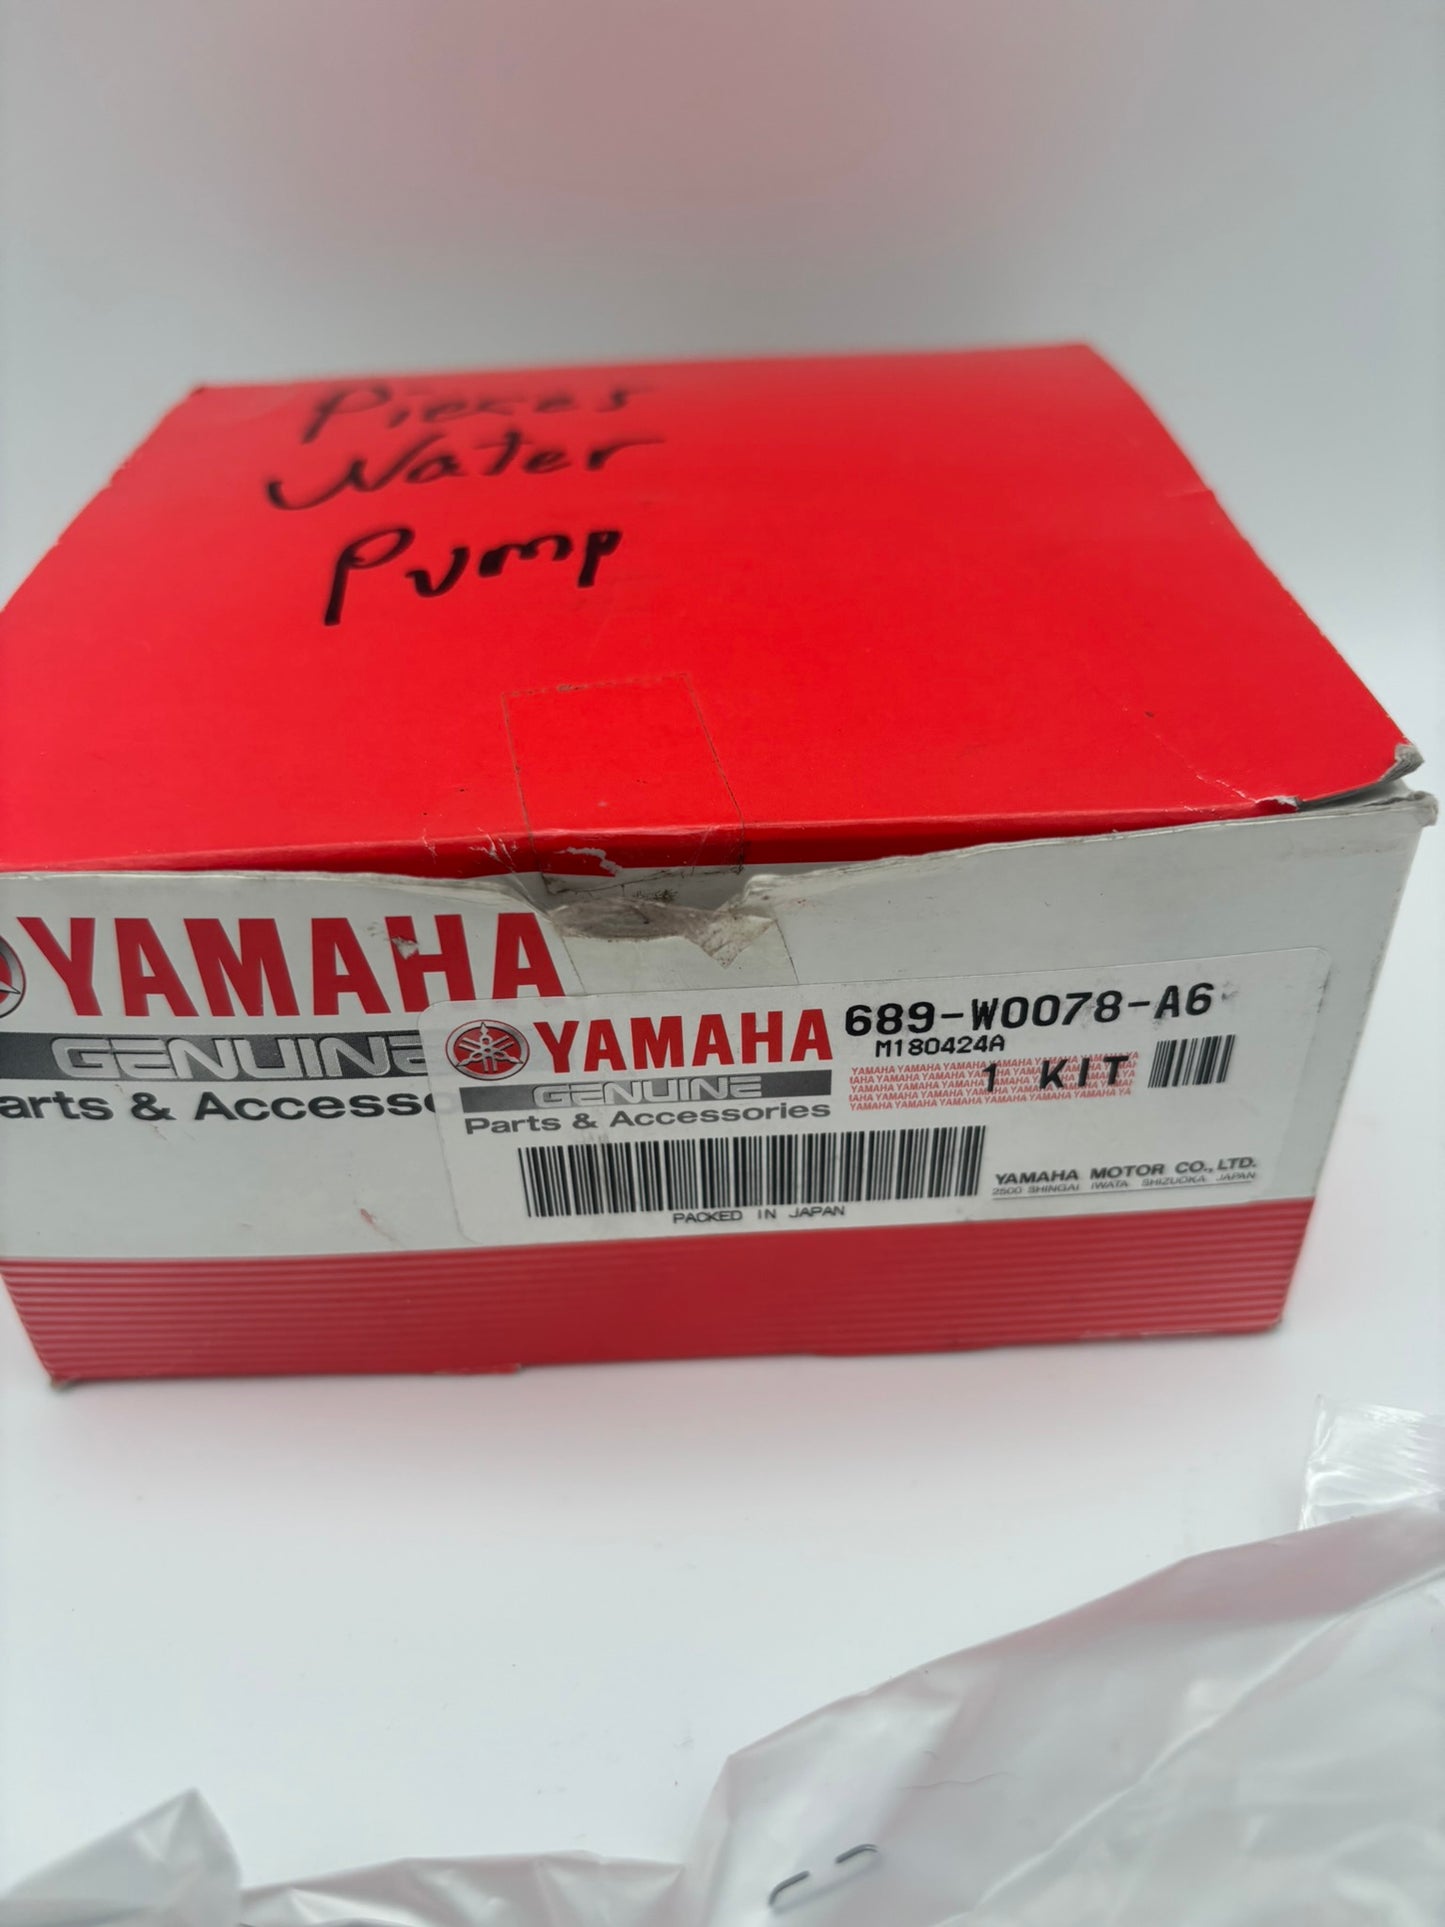 Pieces
Water
Pump
YAMAHA
GENUINE
arts & Accesso
YAMAHA
GENUINE
Parts & Accessories
689-W0078-A6
M180424A
1 KIT
PACKED IN JAPAN
YAMAHA MOTOR CO., LTD.
2500 SHINGAI IWATA SHIZUOKA JAPAN